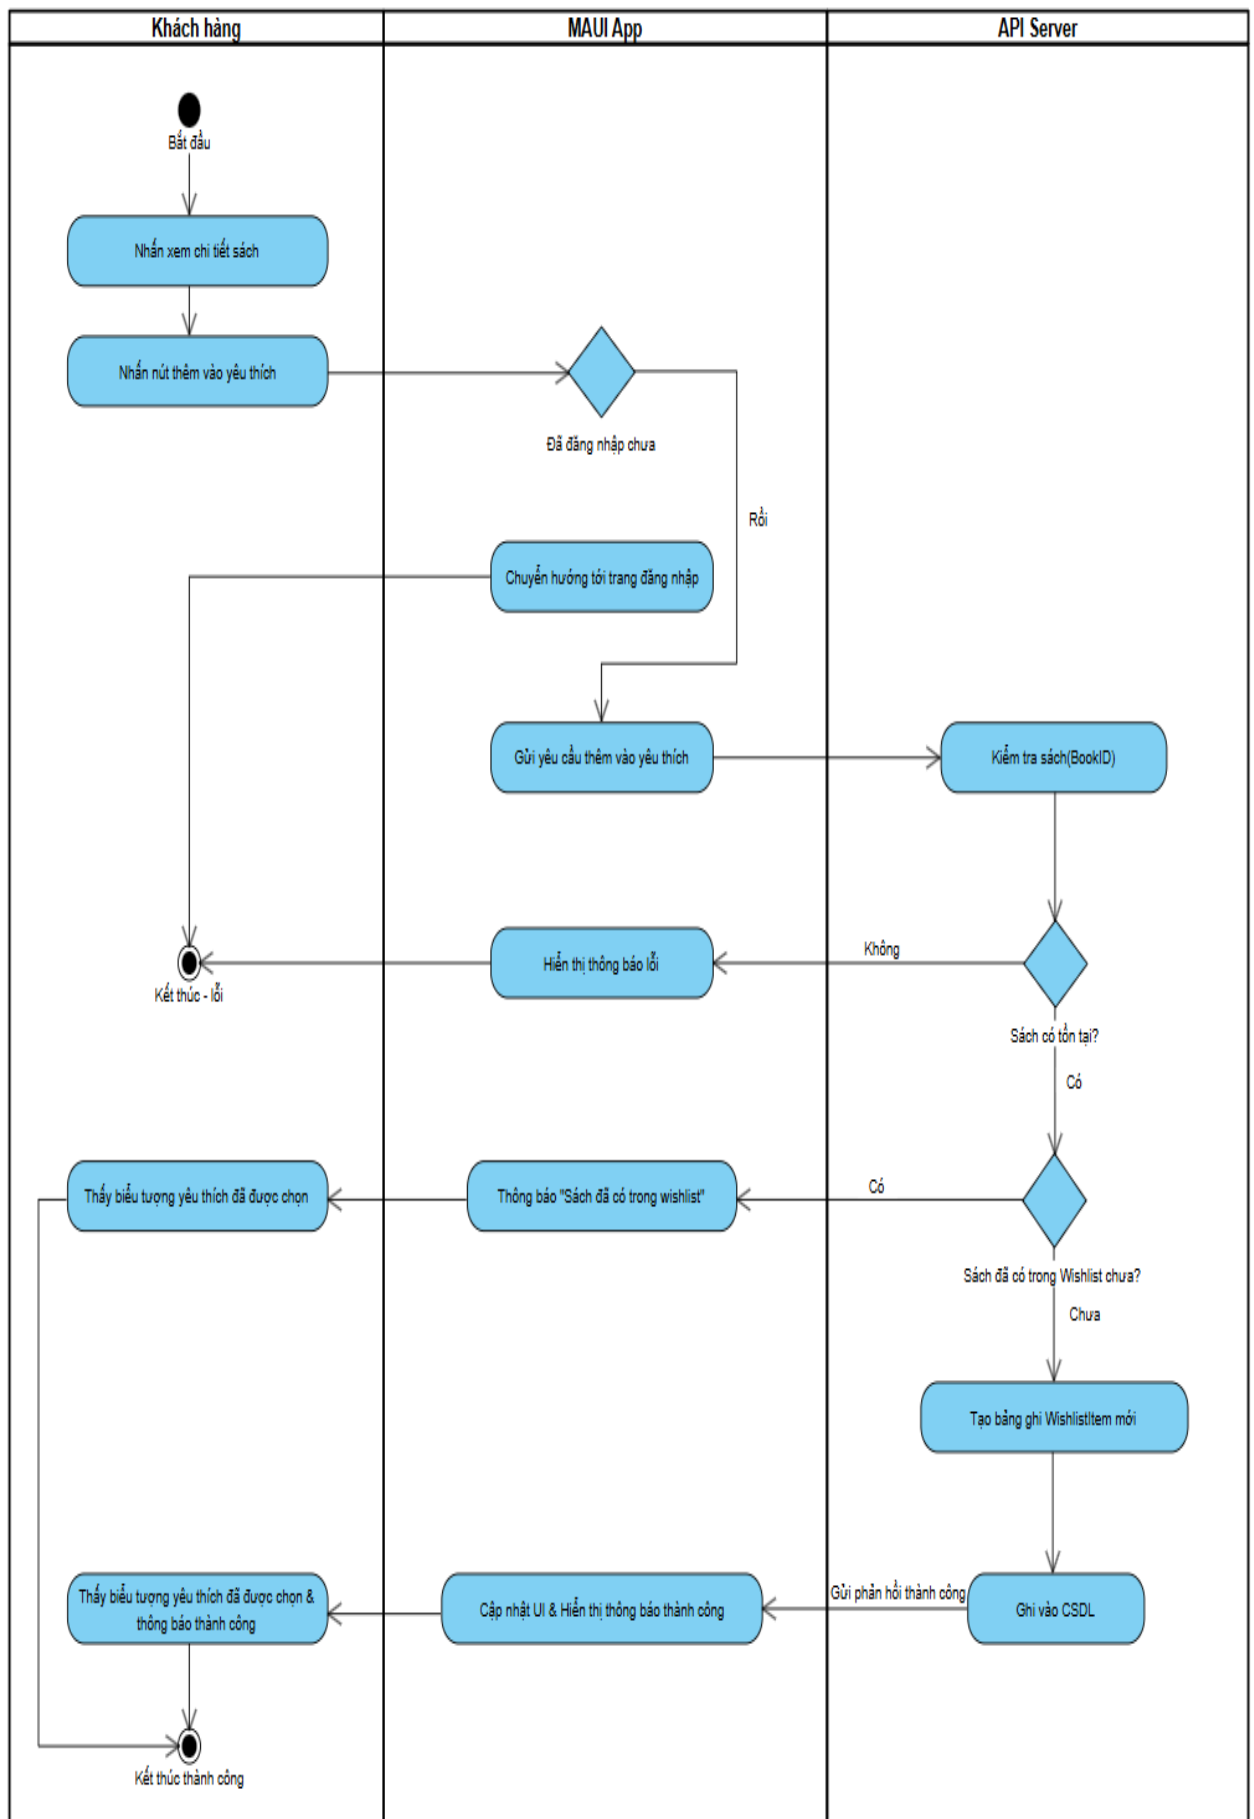 Khách hàng
MAUI App
API Server
Bắt đầu
Nhấn xem chi tiết sách
Nhấn nút thêm vào yêu thích
Đã đăng nhập chưa
Rồi
Chuyển hướng tới trang đăng nhập
Gửi yêu cầu thêm vào yêu thích
Kiểm tra sách(BookID)
Không
Hiển thị thông báo lỗi
Kết thúc - lỗi
Sách có tồn tại?
Có
Thấy biểu tượng yêu thích đã được chọn
Thông báo "Sách đã có trong wishlist"
Có
Sách đã có trong Wishlist chưa?
Chưa
Tạo bảng ghi WishlistItem mới
Thấy biểu tượng yêu thích đã được chọn &
thông báo thành công
Cập nhật UI & Hiển thị thông báo thành công
Gửi phản hồi thành công
Ghi vào CSDL
Kết thúc thành công